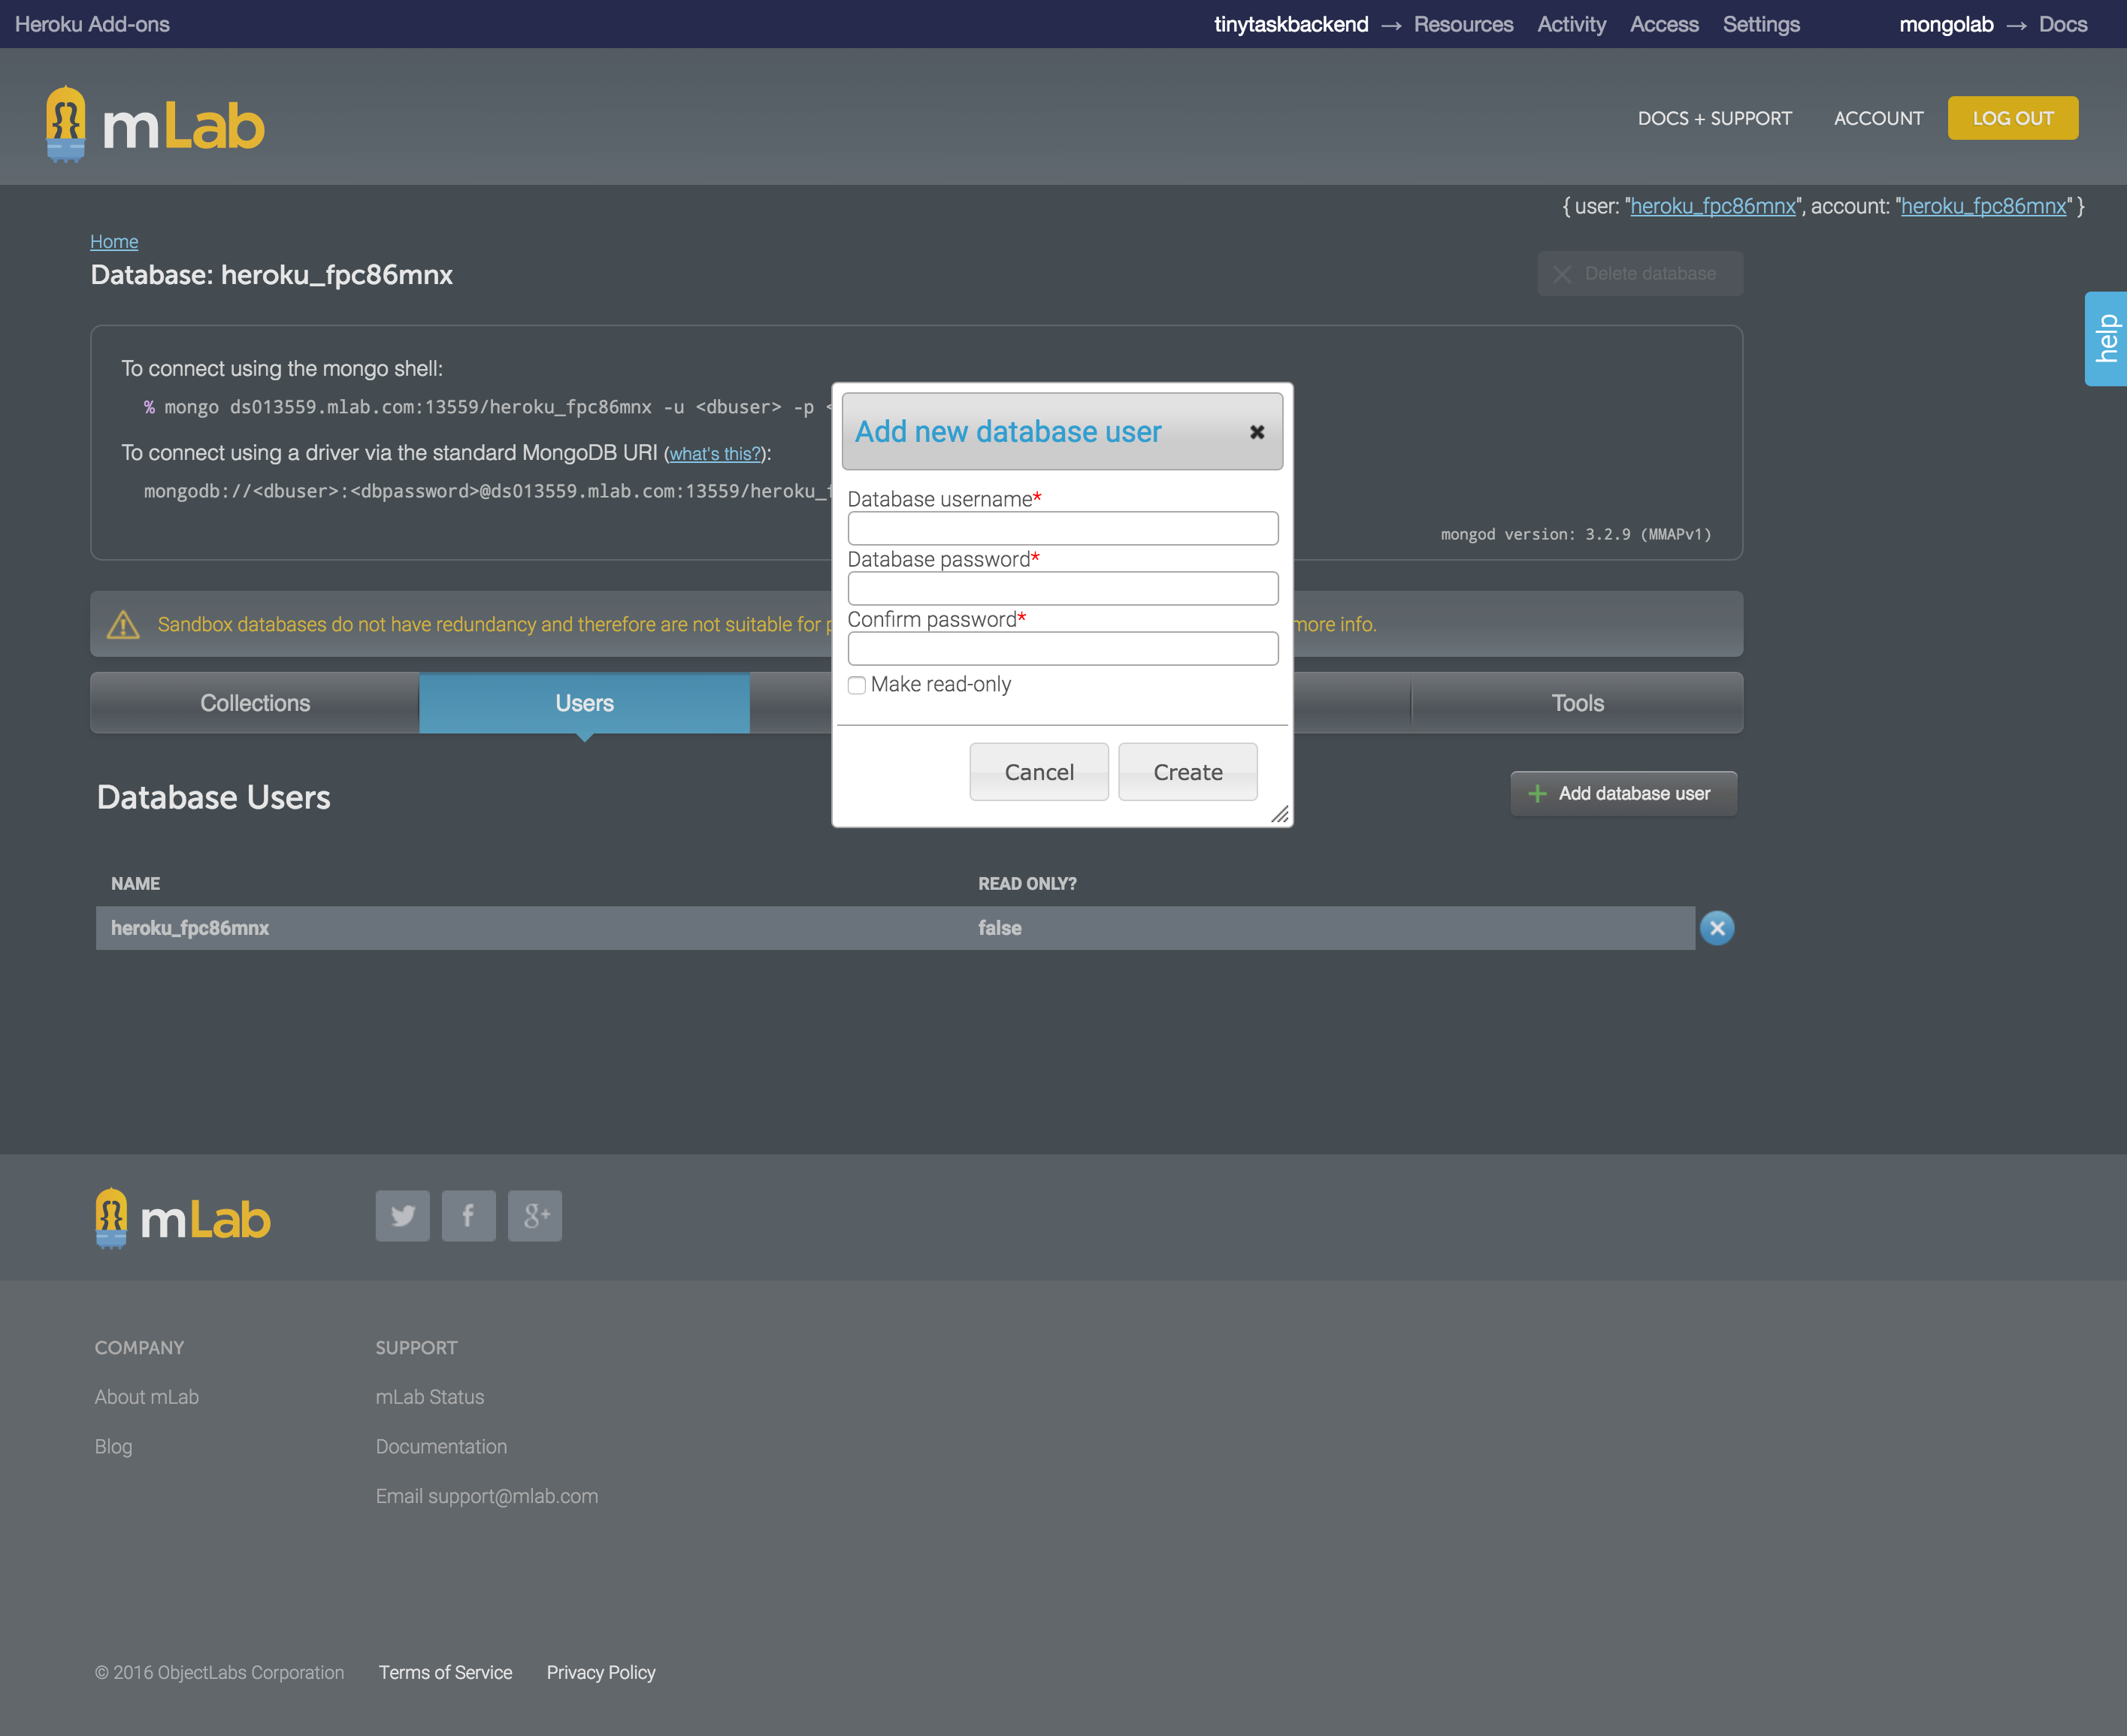 Heroku Add-ons
tinytaskbackend → Resources Activity Access Settings mongolab → Docs
mLab
DOCS + SUPPORT ACCOUNT LOG OUT
{ user: "heroku_fpc86mnx", account: "heroku_fpc86mnx" }
Home
Database: heroku_fpc86mnx
Delete database
help
To connect using the mongo shell:
% mongo ds013559.mlab.com:13559/heroku_fpc86mnx -u <dbuser> -p <
To connect using a driver via the standard MongoDB URI (what's this?):
mongodb://<dbuser>:<dbpassword>@ds013559.mlab.com:13559/heroku_
mongod version: 3.2.9 (MMAPv1)
Add new database user
Database username*
Database password*
Confirm password*
Make read-only
Cancel Create
Sandbox databases do not have redundancy and therefore are not suitable for
more info.
Collections Users Tools
Database Users
+ Add database user
NAME READ ONLY?
heroku_fpc86mnx false
mLab
f g+
COMPANY SUPPORT
About mLab mLab Status
Blog Documentation
Email support@mlab.com
© 2016 ObjectLabs Corporation Terms of Service Privacy Policy